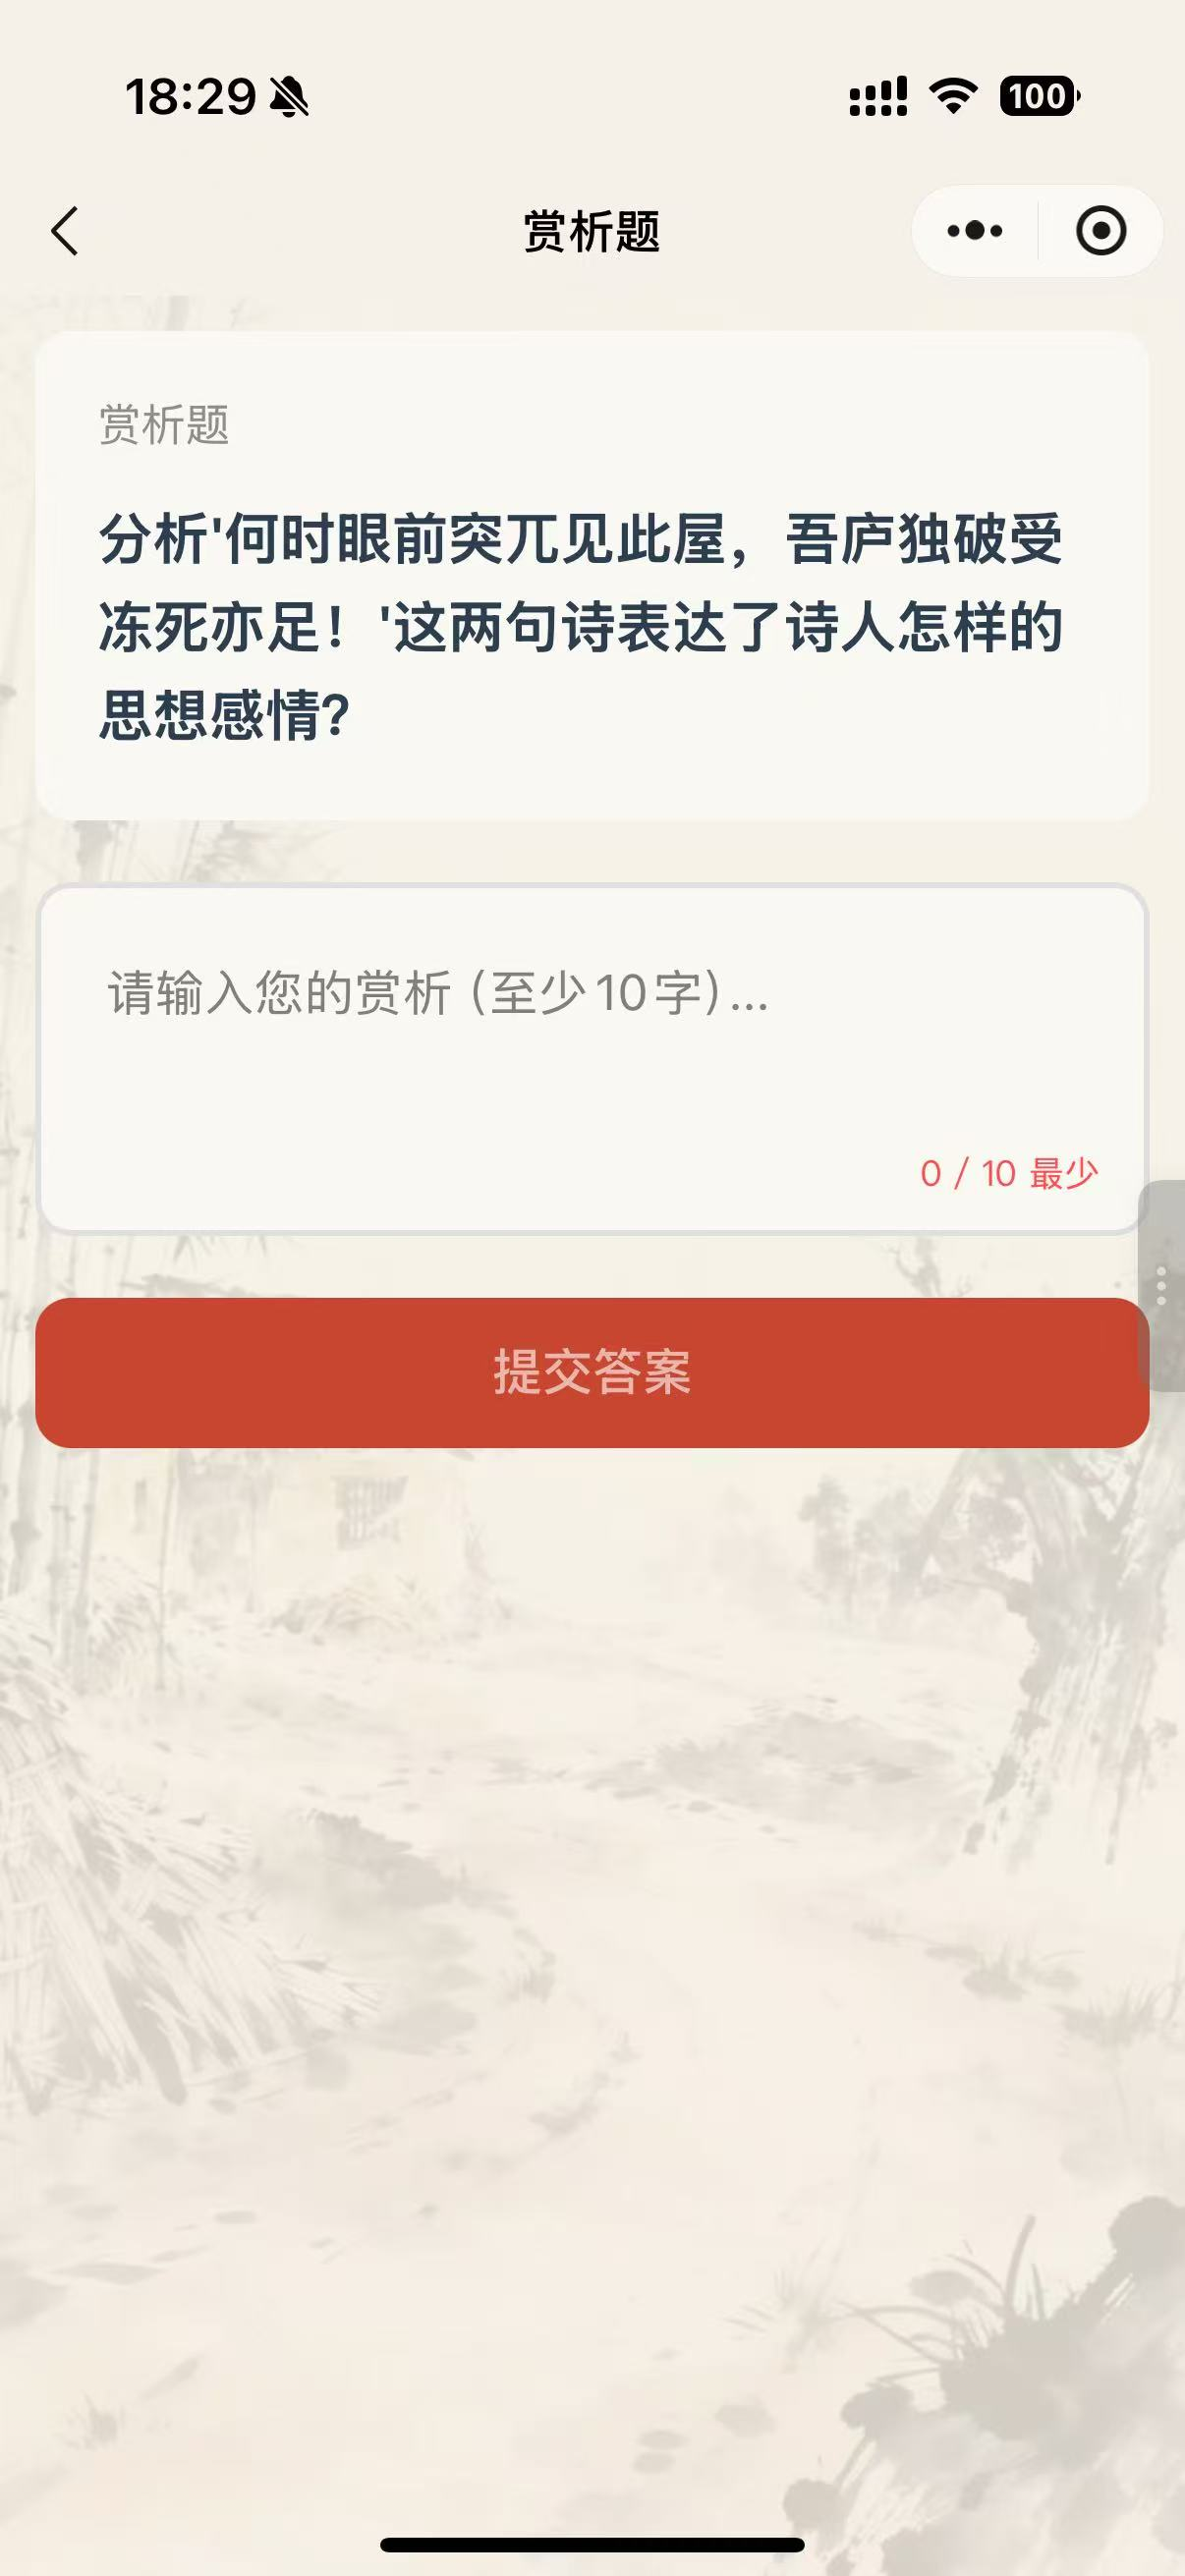 18:29
100
赏析题
赏析题
分析'何时眼前突兀见此屋，吾庐独破受
冻死亦足！'这两句诗表达了诗人怎样的
思想感情?
请输入您的赏析（至少10字）...
0 / 10 最少
提交答案